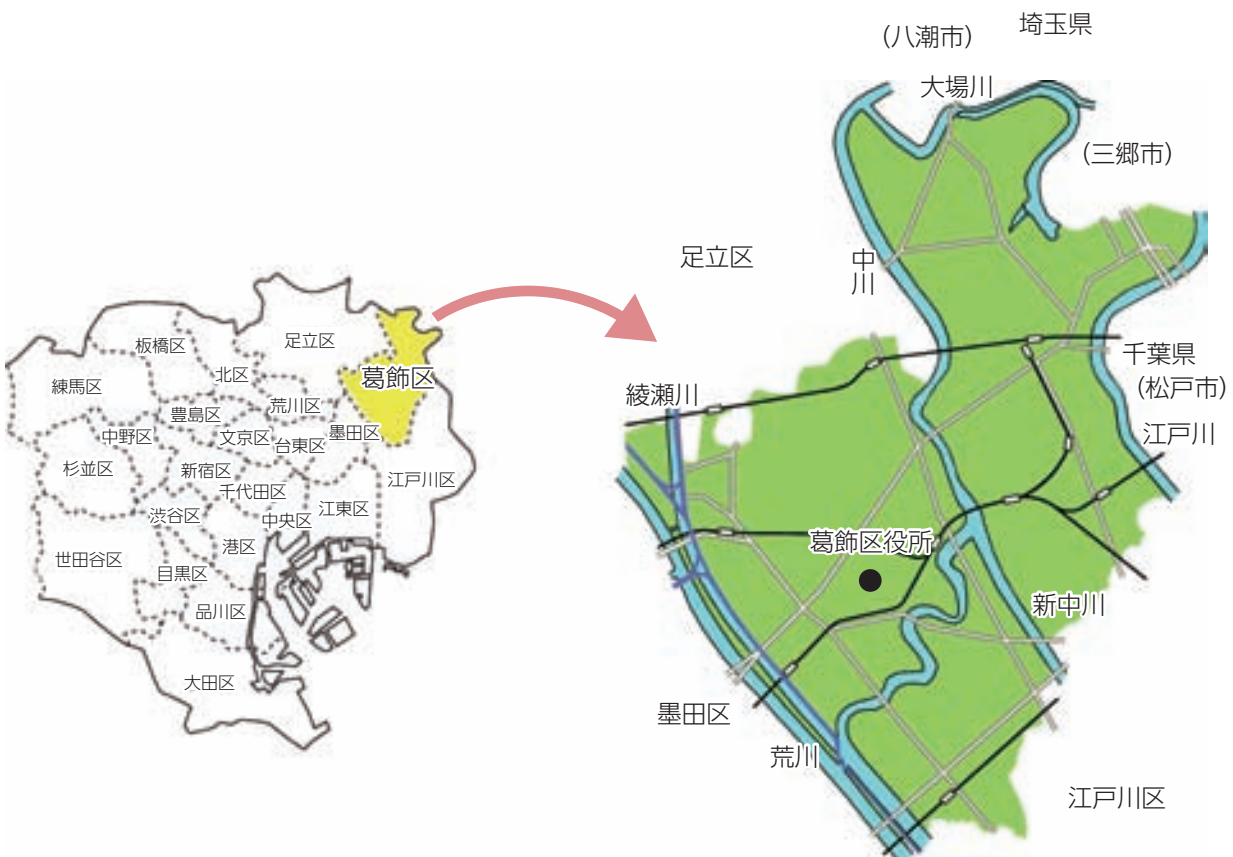 板橋区
足立区
練馬区
北区
葛飾区
豊島区
荒川区
中野区
文京区
台東区
墨田区
杉並区
新宿区
江戸川区
千代田区
渋谷区
中央区
江東区
世田谷区
港区
目黒区
品川区
大田区
(八潮市)
埼玉県
大場川
(三郷市)
足立区
中川
千葉県
(松戸市)
綾瀬川
江戸川
葛飾区役所
新中川
墨田区
荒川
江戸川区